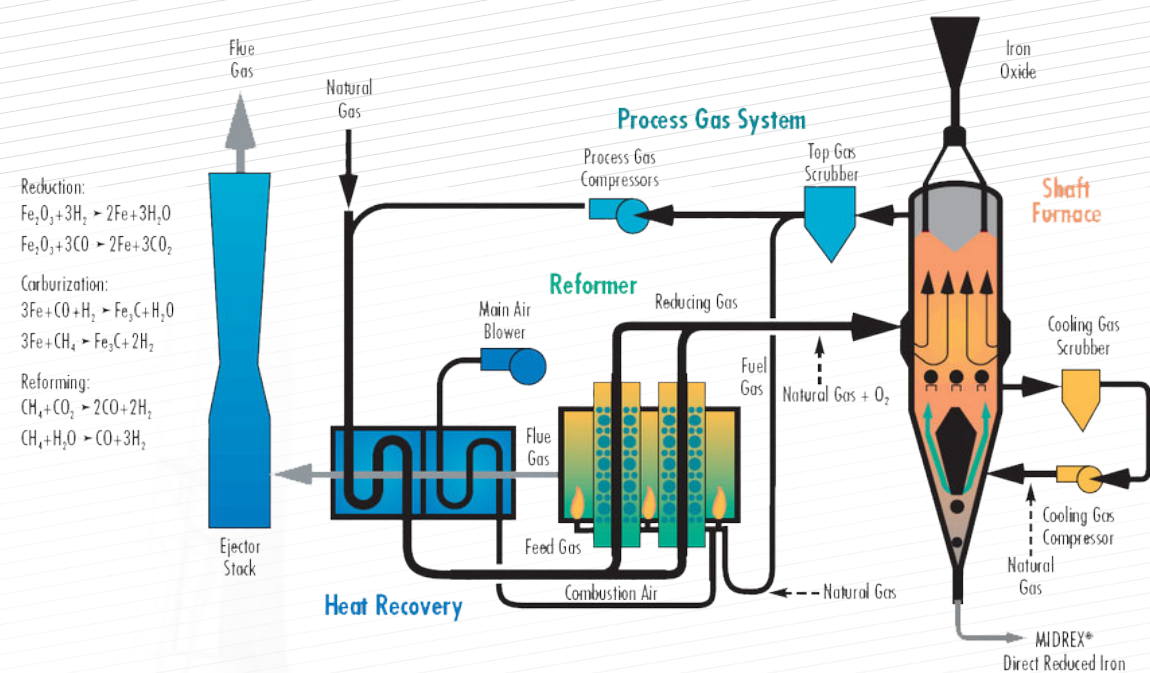 Flue
Gas
Natural
Gas
Iron
Oxide
Process Gas System
Process Gas
Compressors
Top Gas
Scrubber
Shaft
Furnace
Reduction:
Fe₂O₃+3H₂ ➤ 2Fe+3H₂O
Fe₂O₃+3CO ➤ 2Fe+3CO₂
Carburization:
3Fe+CO+H₂ ➤ Fe₃C+H₂O
3Fe+CH₄ ➤ Fe₃C+2H₂
Reforming:
CH₄+CO₂ ➤ 2CO+2H₂
CH₄+H₂O ➤ CO+3H₂
Reformer
Reducing Gas
Main Air
Blower
Cooling Gas
Scrubber
Fuel
Gas
Natural Gas + O₂
Flue
Gas
Feed Gas
Cooling Gas
Compressor
Ejector
Stack
Natural
Gas
Combustion Air
Natural Gas
Heat Recovery
MIDREX®
Direct Reduced Iron